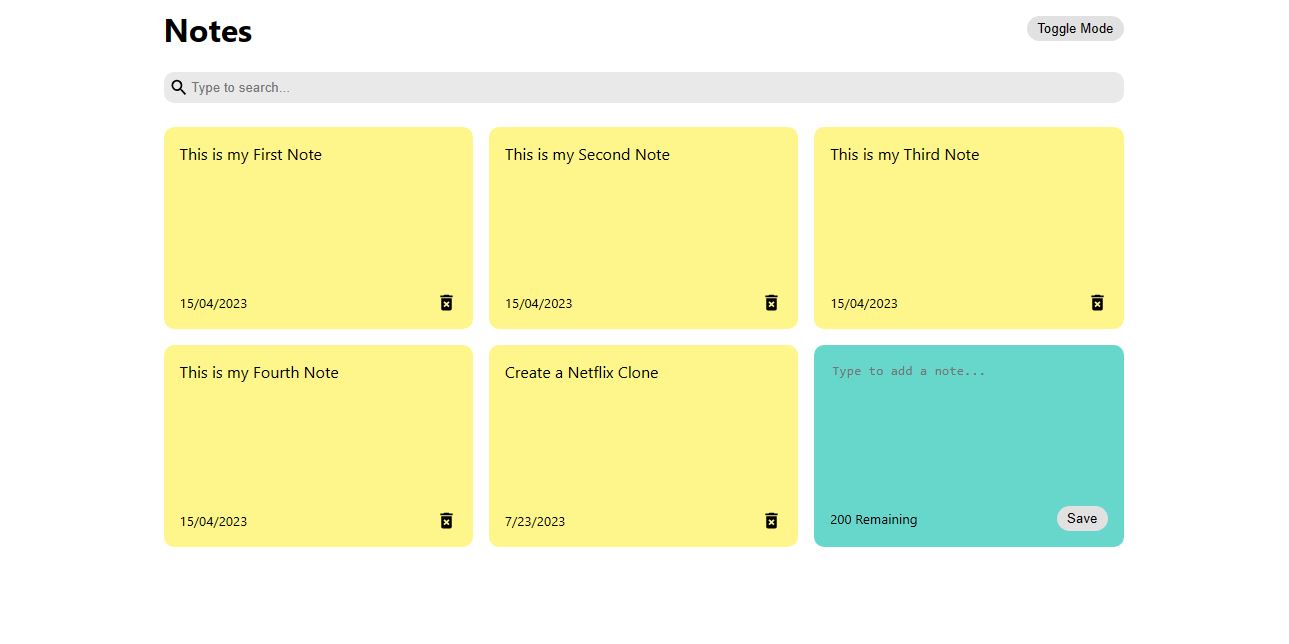 Notes
Toggle Mode
Type to search...
This is my First Note
This is my Second Note
This is my Third Note
15/04/2023
15/04/2023
15/04/2023
This is my Fourth Note
Create a Netflix Clone
Type to add a note...
15/04/2023
7/23/2023
200 Remaining
Save